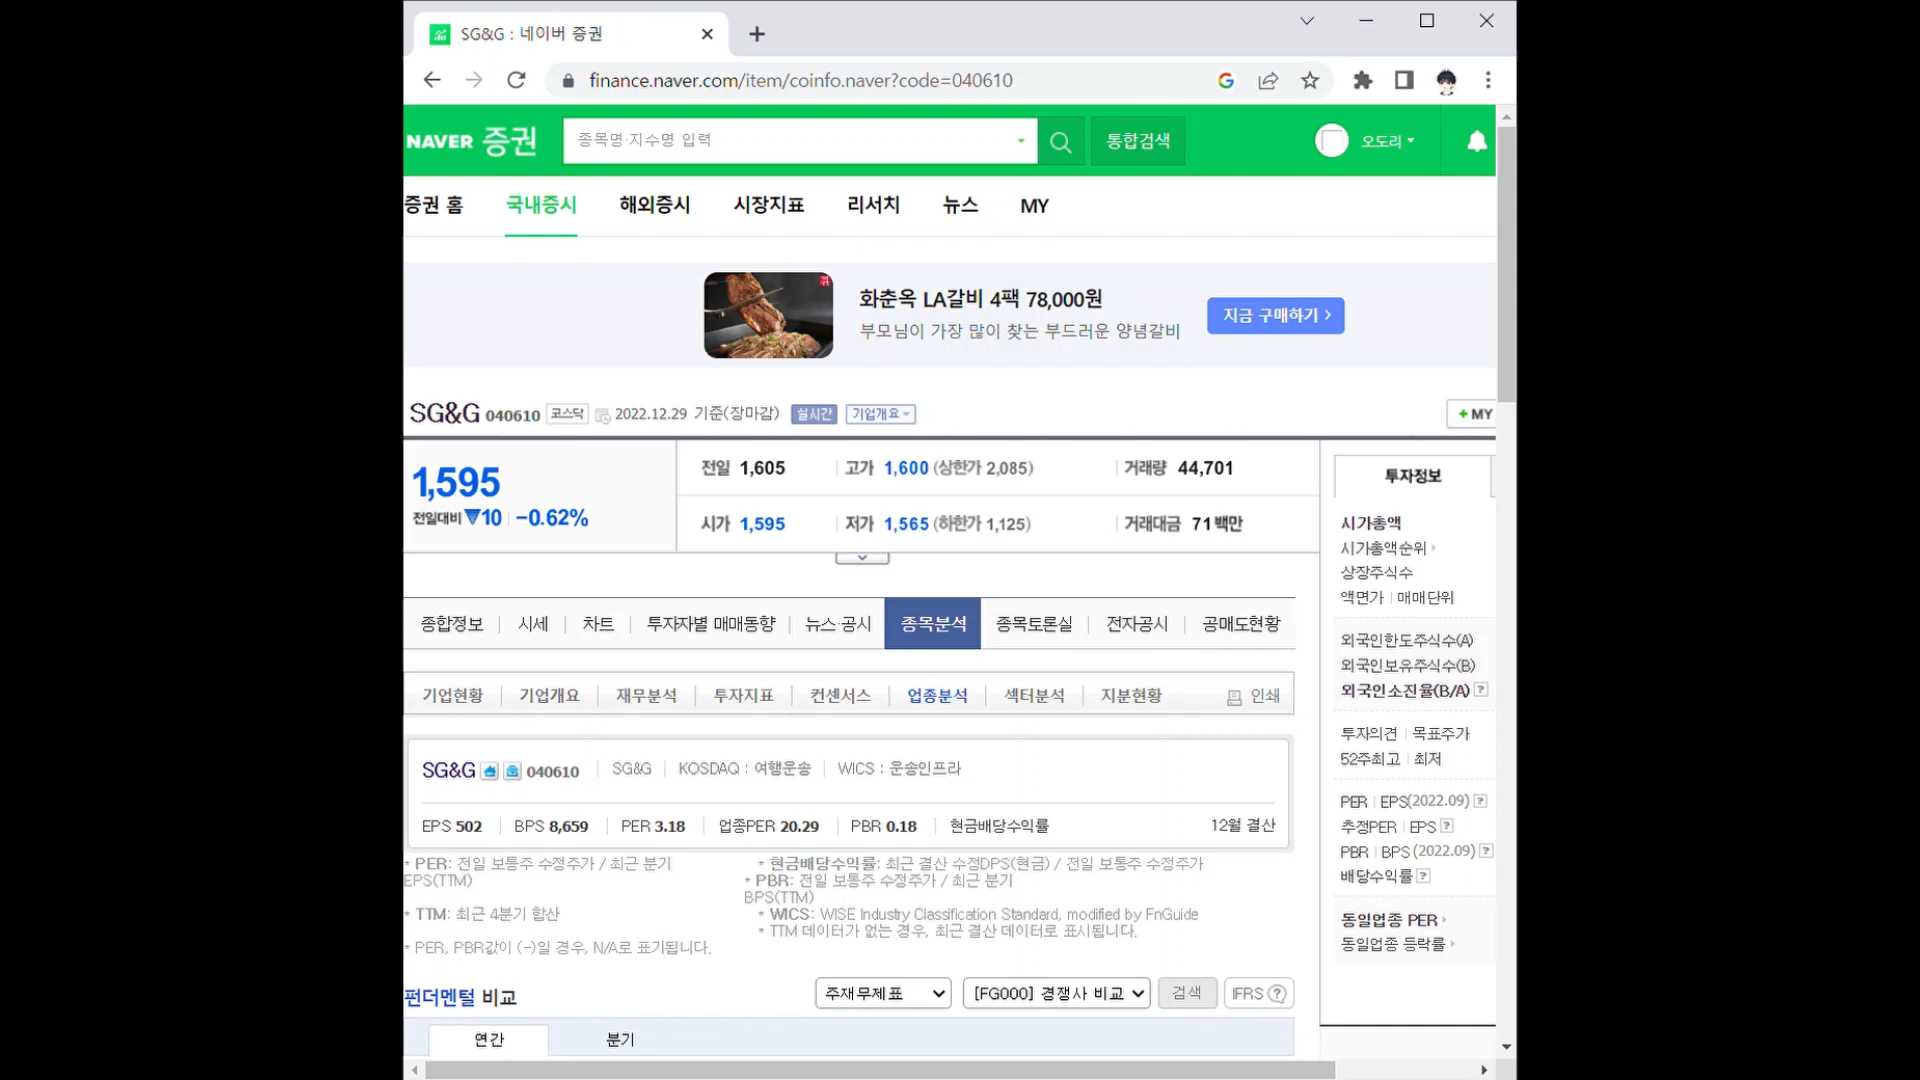 SG&G : 네이버 증권
finance.naver.com/item/coinfo.naver?code=040610
NAVER 증권 종목명·지수명 입력 통합검색 오도리
증권 홈 국내증시 해외증시 시장지표 리서치 뉴스 MY
화춘옥 LA갈비 4팩 78,000원
부모님이 가장 많이 찾는 부드러운 양념갈비
지금 구매하기 >
SG&G 040610 코스닥 2022.12.29 기준(장마감) 실시간 기업개요 + MY
1,595
전일대비 ▼10 -0.62%
전일 1,605 고가 1,600 (상한가 2,085) 거래량 44,701
시가 1,595 저가 1,565 (하한가 1,125) 거래대금 71백만
투자정보
시가총액
시가총액순위
상장주식수
액면가 | 매매단위
외국인한도주식수(A)
외국인보유주식수(B)
외국인소진율(B/A) ?
투자의견 | 목표주가
52주최고 | 최저
PER | EPS(2022.09) ?
추정PER | EPS ?
PBR | BPS (2022.09) ?
배당수익률 ?
동일업종 PER
동일업종 등락률
종합정보 시세 차트 투자자별 매매동향 뉴스·공시 종목분석 종목토론실 전자공시 공매도현황
기업현황 기업개요 재무분석 투자지표 컨센서스 업종분석 섹터분석 지분현황 인쇄
SG&G 040610 SG&G KOSDAQ : 여행운송 WICS : 운송인프라
EPS 502 BPS 8,659 PER 3.18 업종PER 20.29 PBR 0.18 현금배당수익률 12월 결산
* PER: 전일 보통주 수정주가 / 최근 분기
EPS(TTM)
* 현금배당수익률: 최근 결산 수정DPS(현금) / 전일 보통주 수정주가
* PBR: 전일 보통주 수정주가 / 최근 분기
BPS(TTM)
* TTM: 최근 4분기 합산
* WICS: WISE Industry Classification Standard, modified by FnGuide
* TTM 데이터가 없는 경우, 최근 결산 데이터로 표시됩니다.
* PER, PBR값이 (-)일 경우, N/A로 표기됩니다.
펀더멘털 비교 주재무제표 [FG000] 경쟁사 비교 검색 IFRS ?
연간 분기